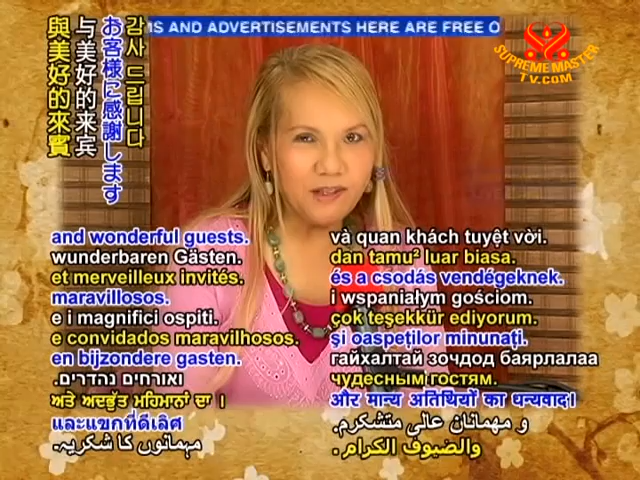 MS AND ADVERTISEMENTS HERE ARE FREE O
SUPREME MASTER
TV.COM
감사 드립니다
お客様に感謝します
与美好的来宾
與美好的來賓
and wonderful guests.
wunderbaren Gästen.
et merveilleux invités.
maravillosos.
e i magnifici ospiti.
e convidados maravilhosos.
en bijzondere gasten.
ואורחים נהדרים.
ਅਤੇ ਅਦਭੁੱਤ ਮਹਿਮਾਨਾਂ ਦਾ ।
และแขกที่ดีเลิศ
مہمانوں کا شکریہ.
và quan khách tuyệt vời.
dan tamu² luar biasa.
és a csodás vendégeknek.
i wspaniałym gościom.
çok teşekkür ediyorum.
şi oaspeţilor minunaţi.
гайхалтай зочдод баярлалаа
чудесным гостям.
और मान्य अतिथियों का धन्यवाद।
و مهمانان عالی متشکرم.
والضيوف الكرام .